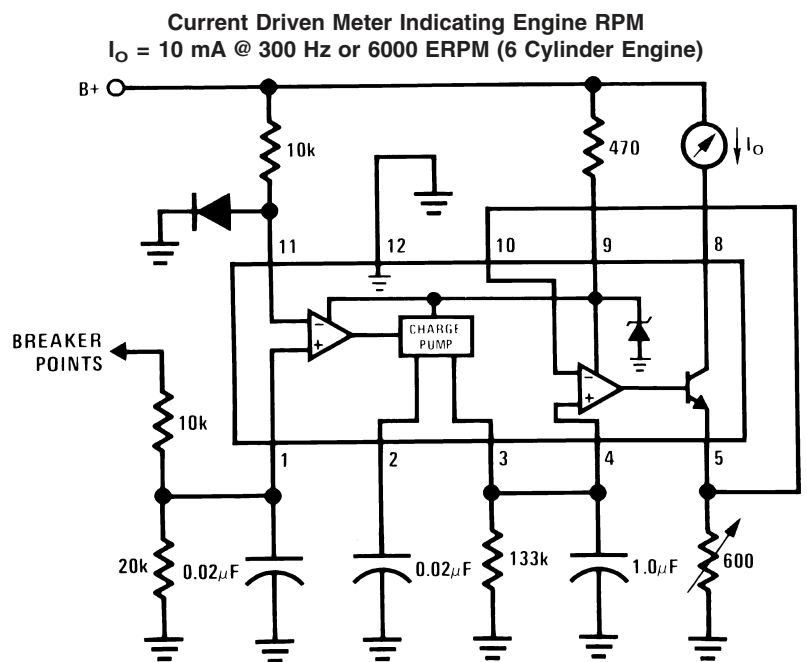 Current Driven Meter Indicating Engine RPM
I_O = 10 mA @ 300 Hz or 6000 ERPM (6 Cylinder Engine)
B+
10k
470
I_O
11
12
10
9
8
CHARGE
PUMP
BREAKER
POINTS
−
+
−
+
10k
1
2
3
4
5
20k
0.02μF
0.02μF
133k
1.0μF
600